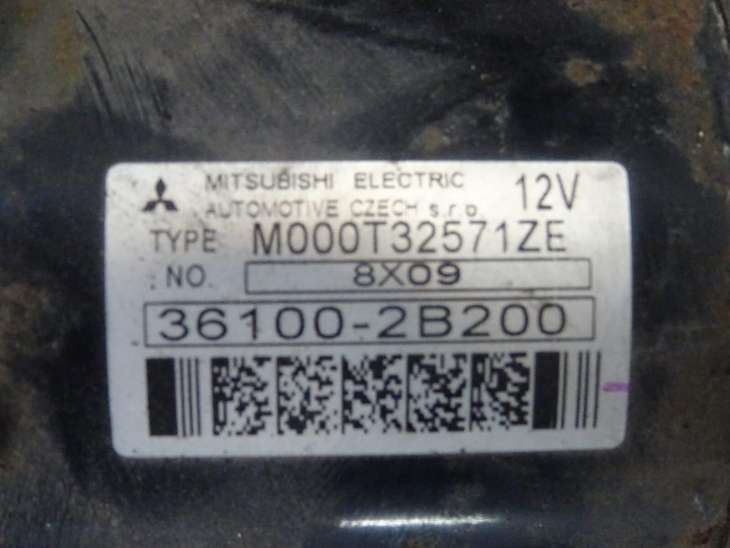 MITSUBISHI ELECTRIC 12V
AUTOMOTIVE CZECH s.r.o
TYPE M000T32571ZE
NO. 8X09
36100-2B200